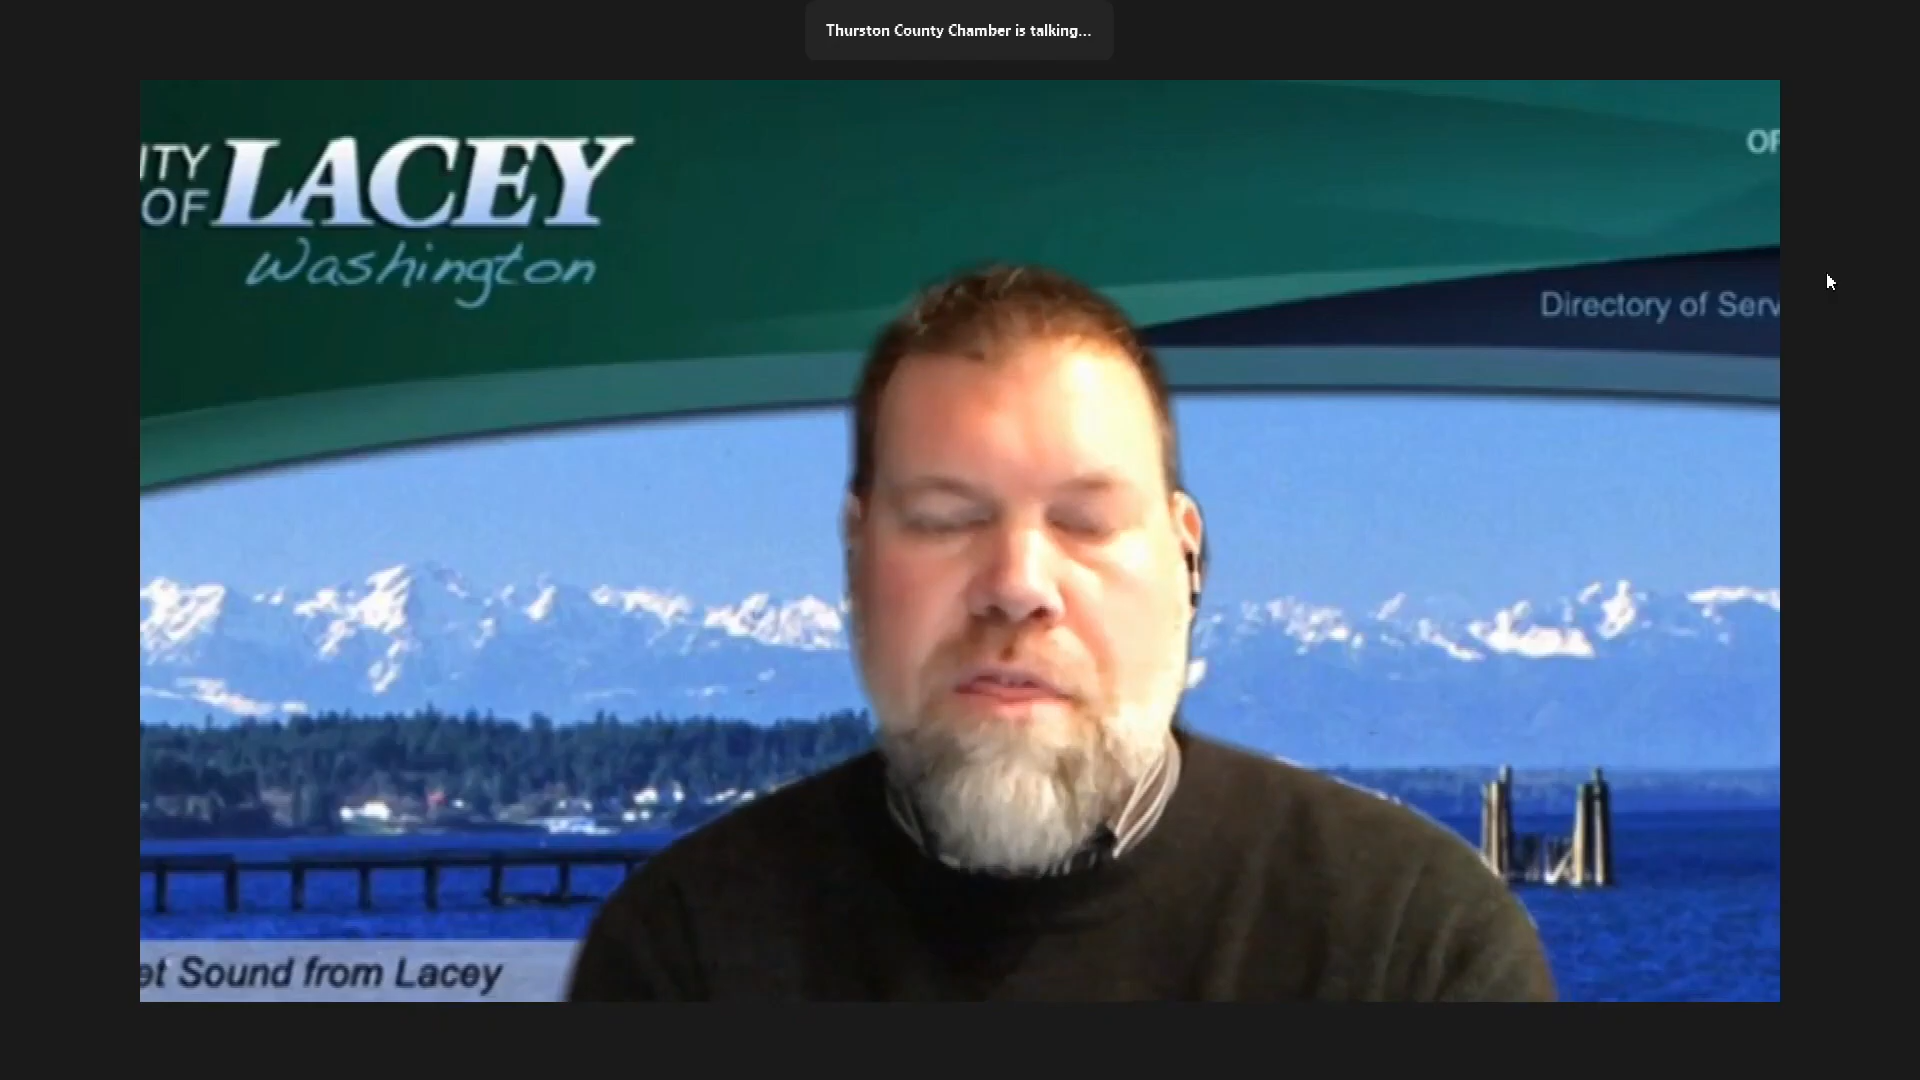 Thurston County Chamber is talking...
ITY
OF LACEY
Washington
OF
Directory of Serv
et Sound from Lacey